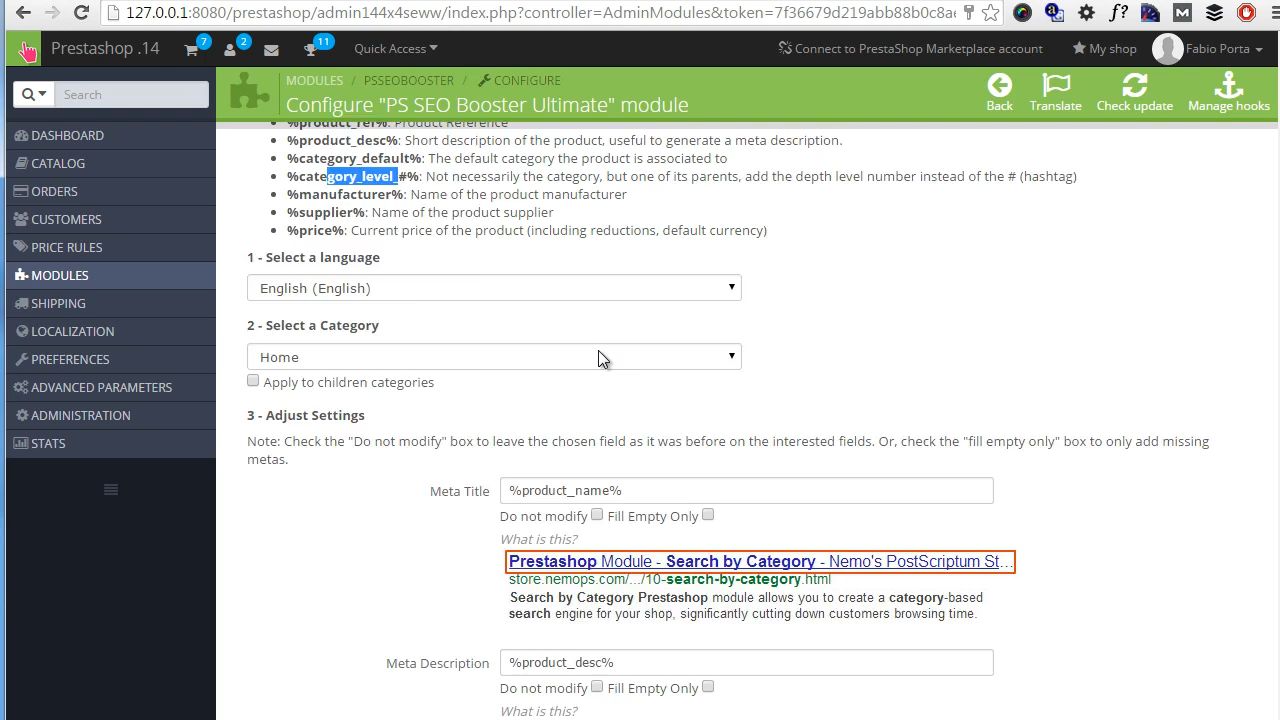 127.0.0.1:8080/prestashop/admin144x4seww/index.php?controller=AdminModules&token=7f36679d219abb88b0c8ae
Prestashop .14 7 2 11 Quick Access Connect to PrestaShop Marketplace account My shop Fabio Porta
Search
MODULES / PSSEOBOOSTER / CONFIGURE
Configure "PS SEO Booster Ultimate" module
Back Translate Check update Manage hooks
DASHBOARD
CATALOG
ORDERS
CUSTOMERS
PRICE RULES
MODULES
SHIPPING
LOCALIZATION
PREFERENCES
ADVANCED PARAMETERS
ADMINISTRATION
STATS
%product_ref%: Product Reference
%product_desc%: Short description of the product, useful to generate a meta description.
%category_default%: The default category the product is associated to
%category_level_#%: Not necessarily the category, but one of its parents, add the depth level number instead of the # (hashtag)
%manufacturer%: Name of the product manufacturer
%supplier%: Name of the product supplier
%price%: Current price of the product (including reductions, default currency)
1 - Select a language
English (English)
2 - Select a Category
Home
Apply to children categories
3 - Adjust Settings
Note: Check the "Do not modify" box to leave the chosen field as it was before on the interested fields. Or, check the "fill empty only" box to only add missing
metas.
Meta Title %product_name%
Do not modify Fill Empty Only
What is this?
Prestashop Module - Search by Category - Nemo's PostScriptum St...
store.nemops.com/.../10-search-by-category.html
Search by Category Prestashop module allows you to create a category-based
search engine for your shop, significantly cutting down customers browsing time.
Meta Description %product_desc%
Do not modify Fill Empty Only
What is this?